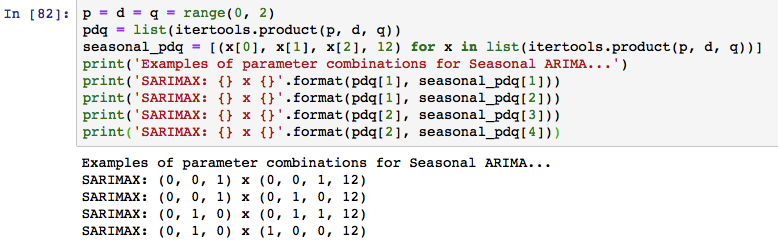 In [82]: p = d = q = range(0, 2)
pdq = list(itertools.product(p, d, q))
seasonal_pdq = [(x[0], x[1], x[2], 12) for x in list(itertools.product(p, d, q))]
print('Examples of parameter combinations for Seasonal ARIMA...')
print('SARIMAX: {} x {}'.format(pdq[1], seasonal_pdq[1]))
print('SARIMAX: {} x {}'.format(pdq[1], seasonal_pdq[2]))
print('SARIMAX: {} x {}'.format(pdq[2], seasonal_pdq[3]))
print('SARIMAX: {} x {}'.format(pdq[2], seasonal_pdq[4]))
Examples of parameter combinations for Seasonal ARIMA...
SARIMAX: (0, 0, 1) x (0, 0, 1, 12)
SARIMAX: (0, 0, 1) x (0, 1, 0, 12)
SARIMAX: (0, 1, 0) x (0, 1, 1, 12)
SARIMAX: (0, 1, 0) x (1, 0, 0, 12)